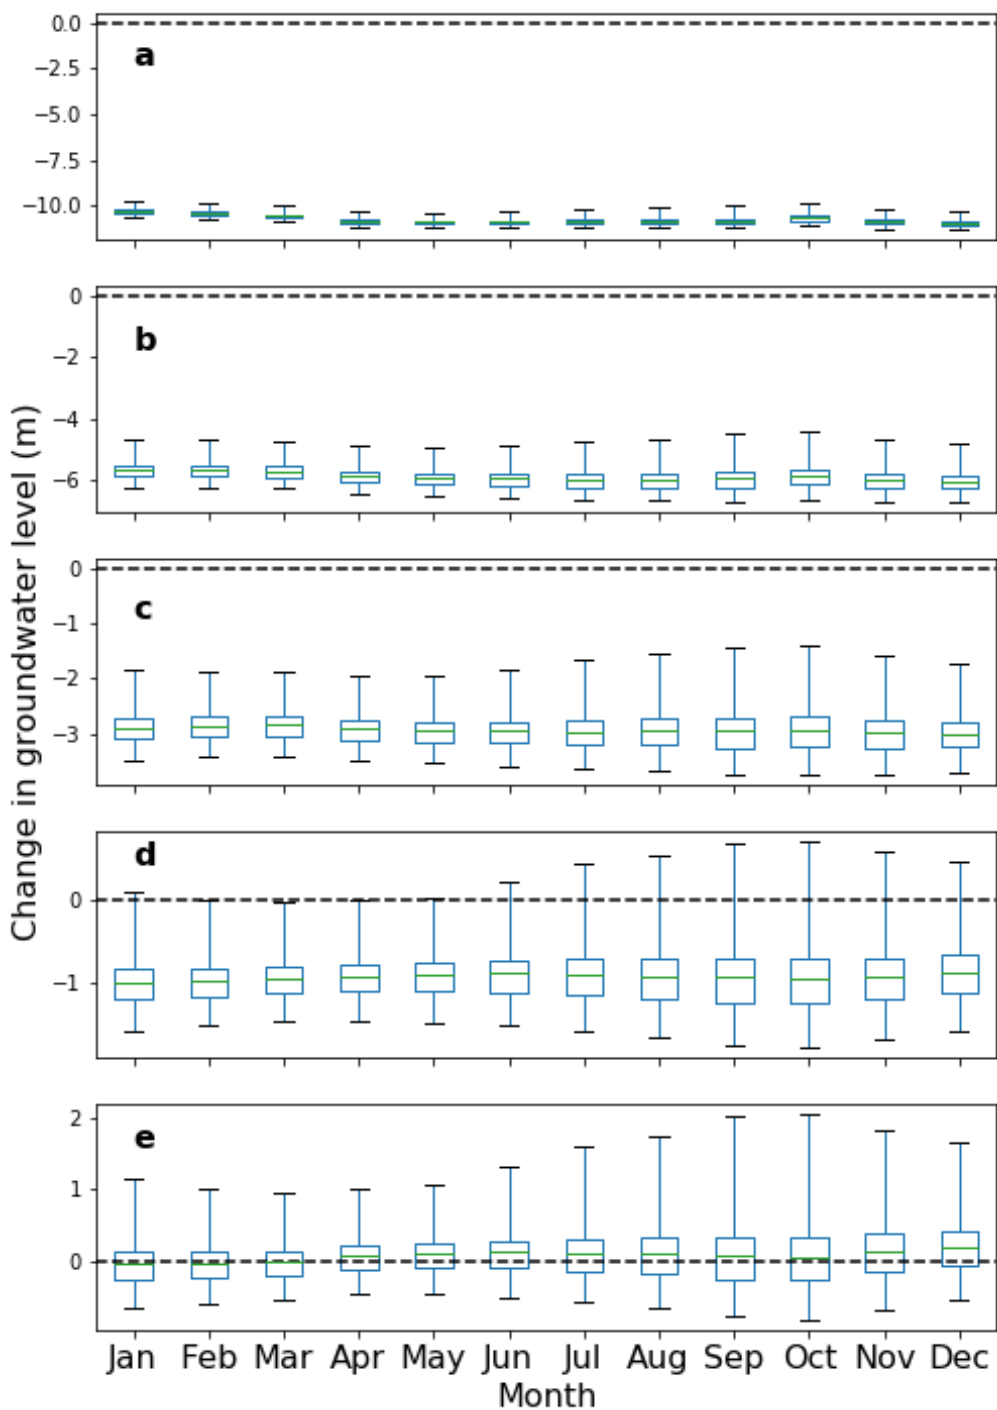 0.0
a
−2.5
−5.0
−7.5
−10.0
0
b
−2
−4
−6
0
c
−1
−2
−3
d
0
−1
2
e
1
0
Change in groundwater level (m)
Jan Feb Mar Apr May Jun Jul Aug Sep Oct Nov Dec
Month